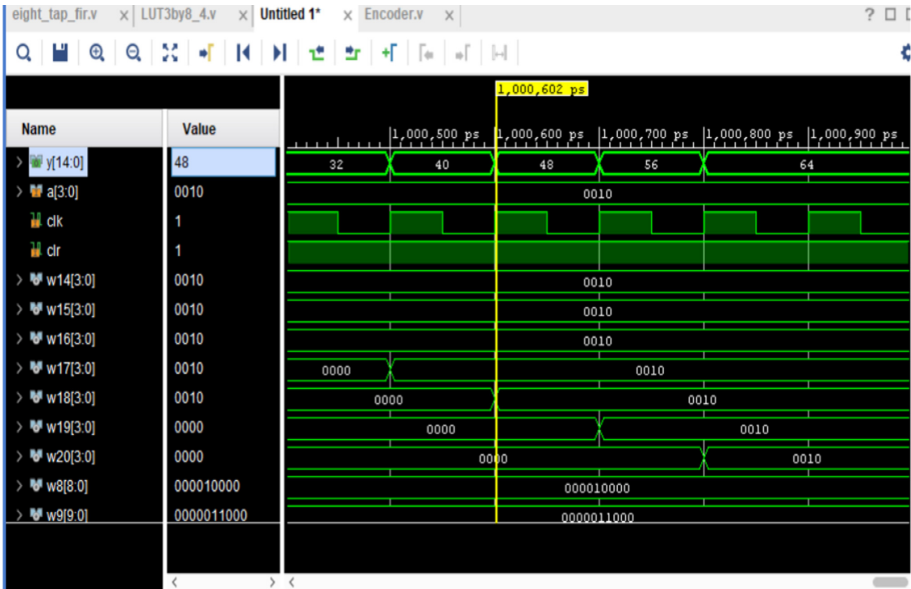 eight_tap_fir.v x LUT3by8_4.v x Untitled 1* x Encoder.v x ?
1,000,602 ps
Name Value 1,000,500 ps 1,000,600 ps 1,000,700 ps 1,000,800 ps 1,000,900 ps
y[14:0] 48 32 40 48 56 64
a[3:0] 0010 0010
clk 1
clr 1
w14[3:0] 0010 0010
w15[3:0] 0010 0010
w16[3:0] 0010 0010
w17[3:0] 0010 0000 0010
w18[3:0] 0010 0000 0010
w19[3:0] 0000 0000 0010
w20[3:0] 0000 0000 0010
w8[8:0] 000010000 000010000
w9[9:0] 0000011000 0000011000